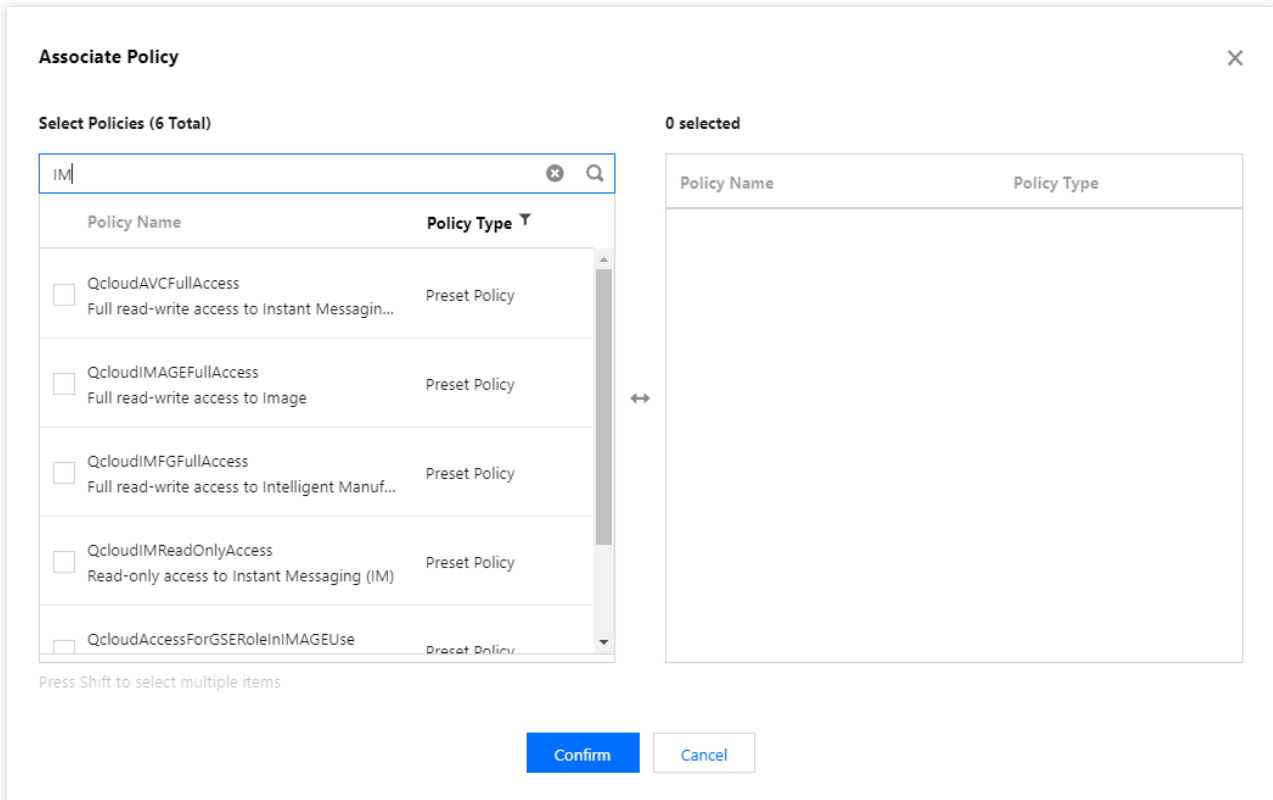 Associate Policy
Select Policies (6 Total)
0 selected
IM
Policy Name
Policy Type
Policy Name
Policy Type
QcloudAVCFullAccess
Full read-write access to Instant Messagin...
Preset Policy
QcloudIMAGEFullAccess
Full read-write access to Image
Preset Policy
QcloudIMFGFullAccess
Full read-write access to Intelligent Manuf...
Preset Policy
QcloudIMReadOnlyAccess
Read-only access to Instant Messaging (IM)
Preset Policy
QcloudAccessForGSERoleInIMAGEUse
Preset Policy
Press Shift to select multiple items
Confirm
Cancel